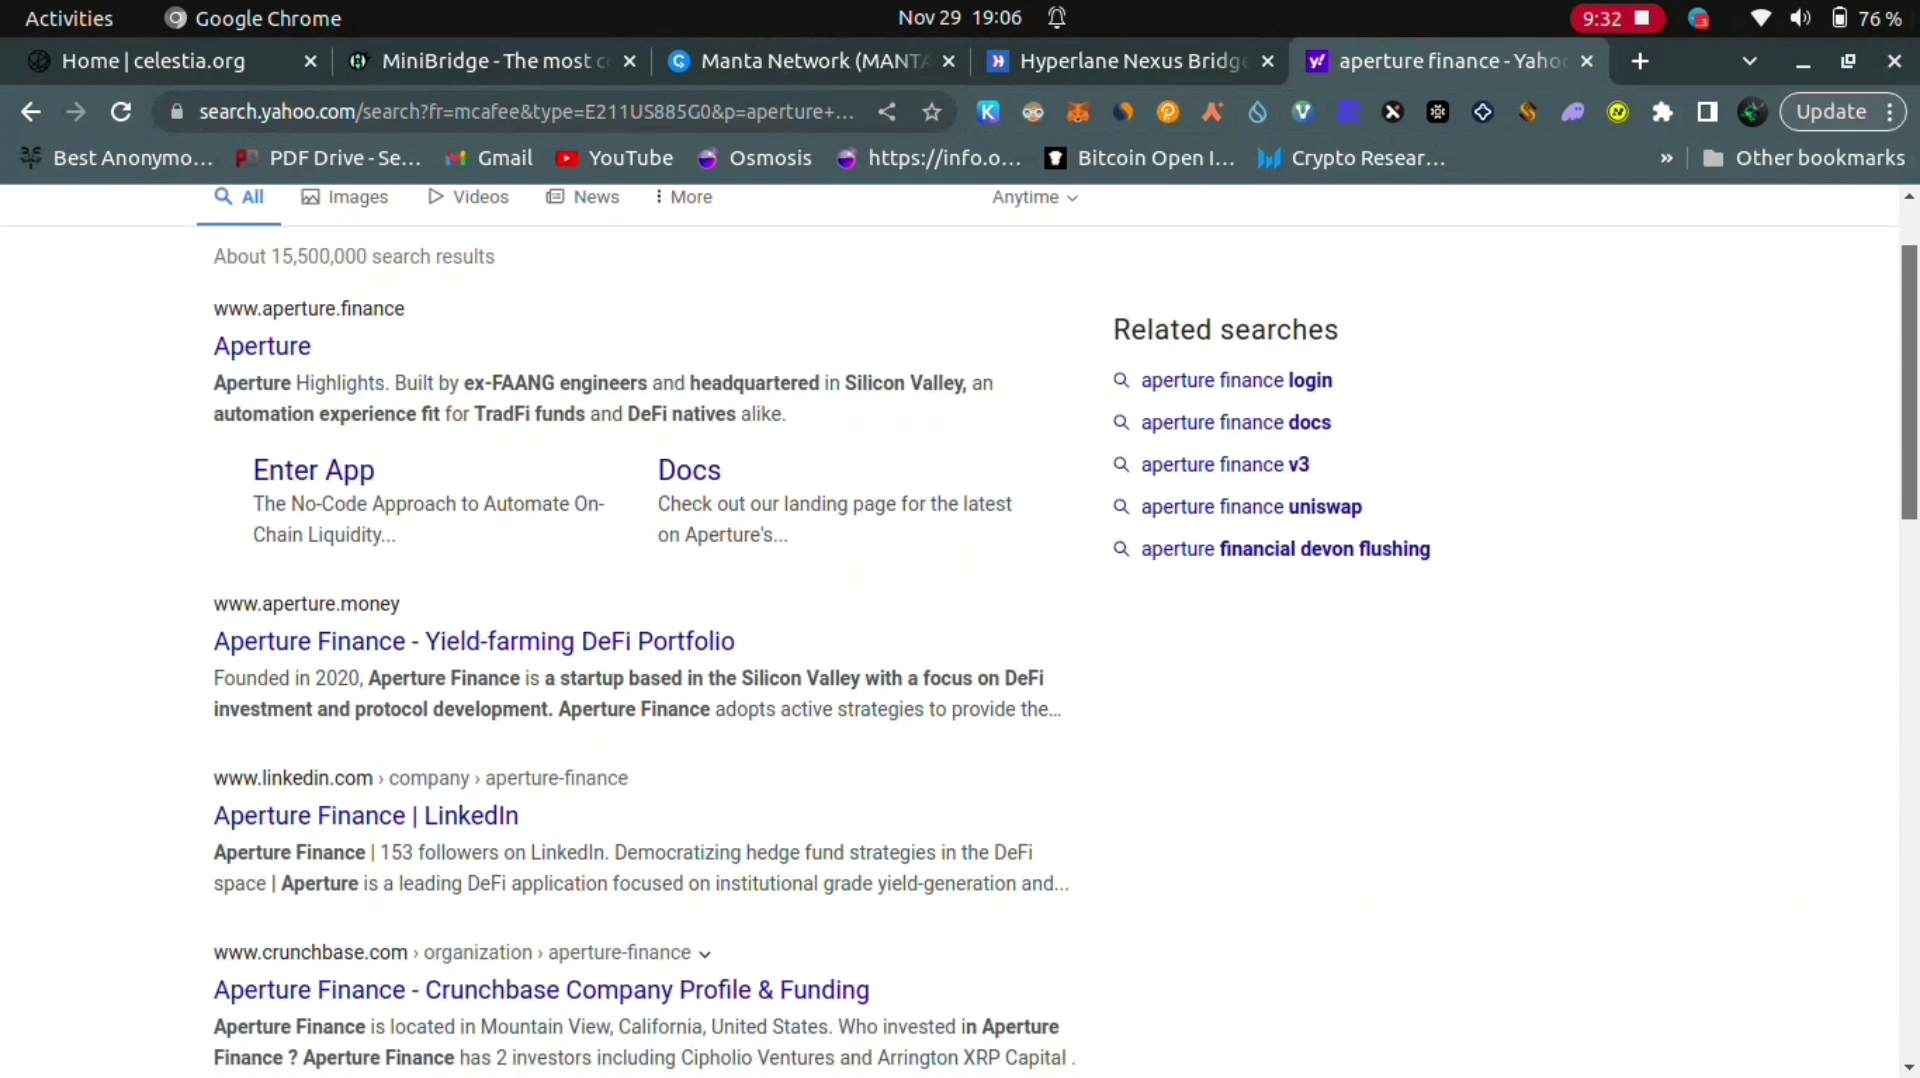 Activities Google Chrome Nov 29 19:06 9:32 76 %
Home | celestia.org MiniBridge - The most c Manta Network (MANTA Hyperlane Nexus Bridge aperture finance - Yahoo
search.yahoo.com/search?fr=mcafee&type=E211US885G0&p=aperture+... Update
Best Anonymo... PDF Drive - Se... Gmail YouTube Osmosis https://info.o... Bitcoin Open I... Crypto Resear... » Other bookmarks
All Images Videos News More Anytime
About 15,500,000 search results
www.aperture.finance
Aperture
Aperture Highlights. Built by ex-FAANG engineers and headquartered in Silicon Valley, an
automation experience fit for TradFi funds and DeFi natives alike.
Enter App
The No-Code Approach to Automate On-
Chain Liquidity...
Docs
Check out our landing page for the latest
on Aperture's...
www.aperture.money
Aperture Finance - Yield-farming DeFi Portfolio
Founded in 2020, Aperture Finance is a startup based in the Silicon Valley with a focus on DeFi
investment and protocol development. Aperture Finance adopts active strategies to provide the...
www.linkedin.com › company › aperture-finance
Aperture Finance | LinkedIn
Aperture Finance | 153 followers on LinkedIn. Democratizing hedge fund strategies in the DeFi
space | Aperture is a leading DeFi application focused on institutional grade yield-generation and...
www.crunchbase.com › organization › aperture-finance
Aperture Finance - Crunchbase Company Profile & Funding
Aperture Finance is located in Mountain View, California, United States. Who invested in Aperture
Finance ? Aperture Finance has 2 investors including Cipholio Ventures and Arrington XRP Capital .
Related searches
aperture finance login
aperture finance docs
aperture finance v3
aperture finance uniswap
aperture financial devon flushing